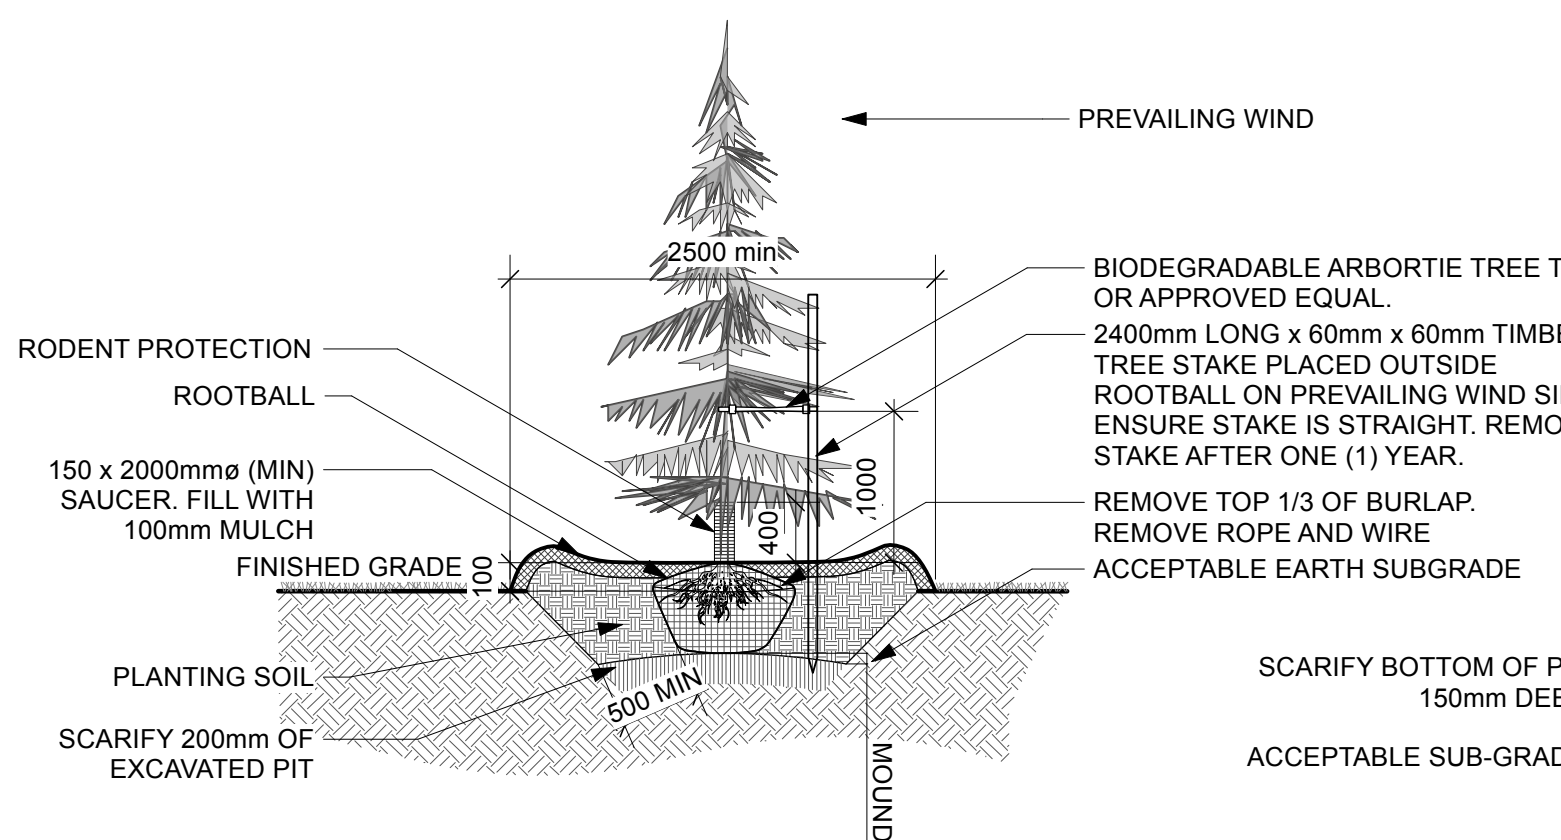 PREVAILING WIND
2500 min
BIODEGRADABLE ARBORTIE TREE T
OR APPROVED EQUAL.
2400mm LONG x 60mm x 60mm TIMBE
TREE STAKE PLACED OUTSIDE
ROOTBALL ON PREVAILING WIND SI
ENSURE STAKE IS STRAIGHT. REMO
STAKE AFTER ONE (1) YEAR.
REMOVE TOP 1/3 OF BURLAP.
REMOVE ROPE AND WIRE
ACCEPTABLE EARTH SUBGRADE
RODENT PROTECTION
ROOTBALL
150 x 2000mmø (MIN)
SAUCER. FILL WITH
100mm MULCH
FINISHED GRADE
100
400
1000
PLANTING SOIL
500 MIN
SCARIFY 200mm OF
EXCAVATED PIT
MOUND
SCARIFY BOTTOM OF P
150mm DEE
ACCEPTABLE SUB-GRAD